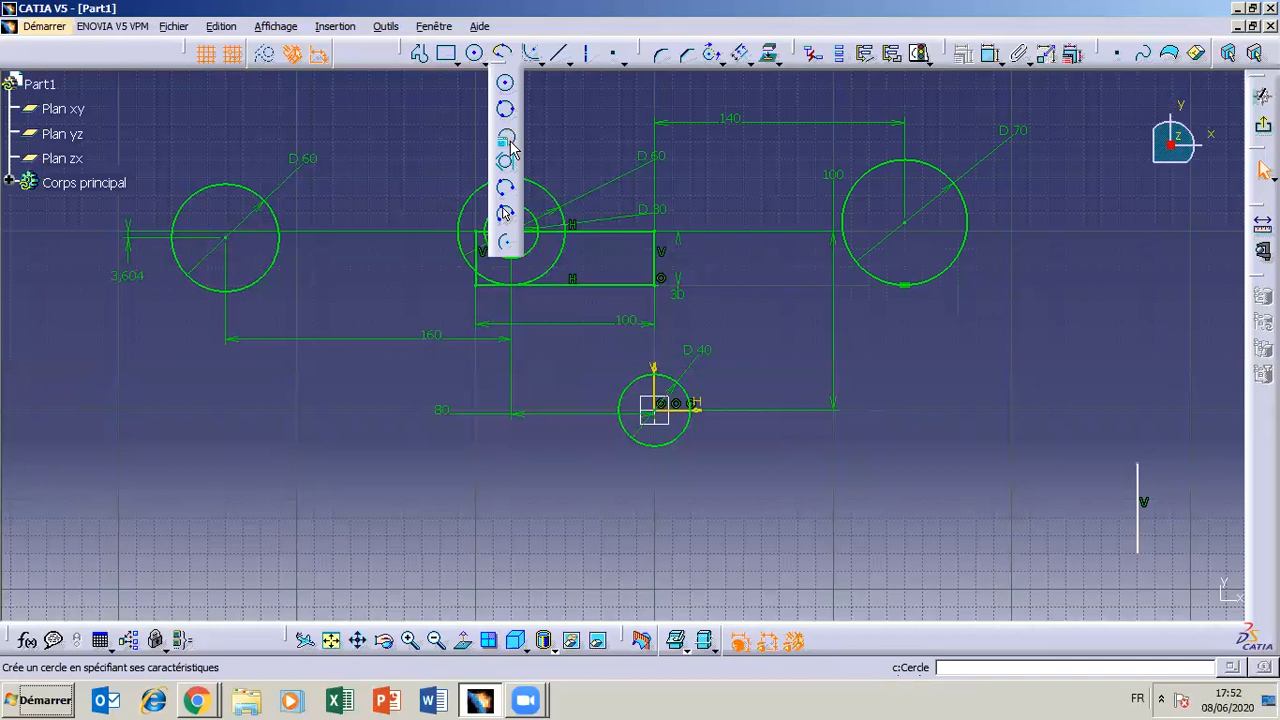 CATIA V5 - [Part1]
Démarrer ENOVIA V5 VPM Fichier Edition Affichage Insertion Outils Fenêtre Aide
Part1
Plan xy
Plan yz
Plan zx
Corps principal
D 60
3,604
160
D 60
D 80
H
V
V
H
30
100
140
100
D 70
D 40
80
V
H
V
y
x
z
Y
X
f(x)
CATIA
Crée un cercle en spécifiant ses caractéristiques
c:Cercle
Démarrer
FR
17:52
08/06/2020